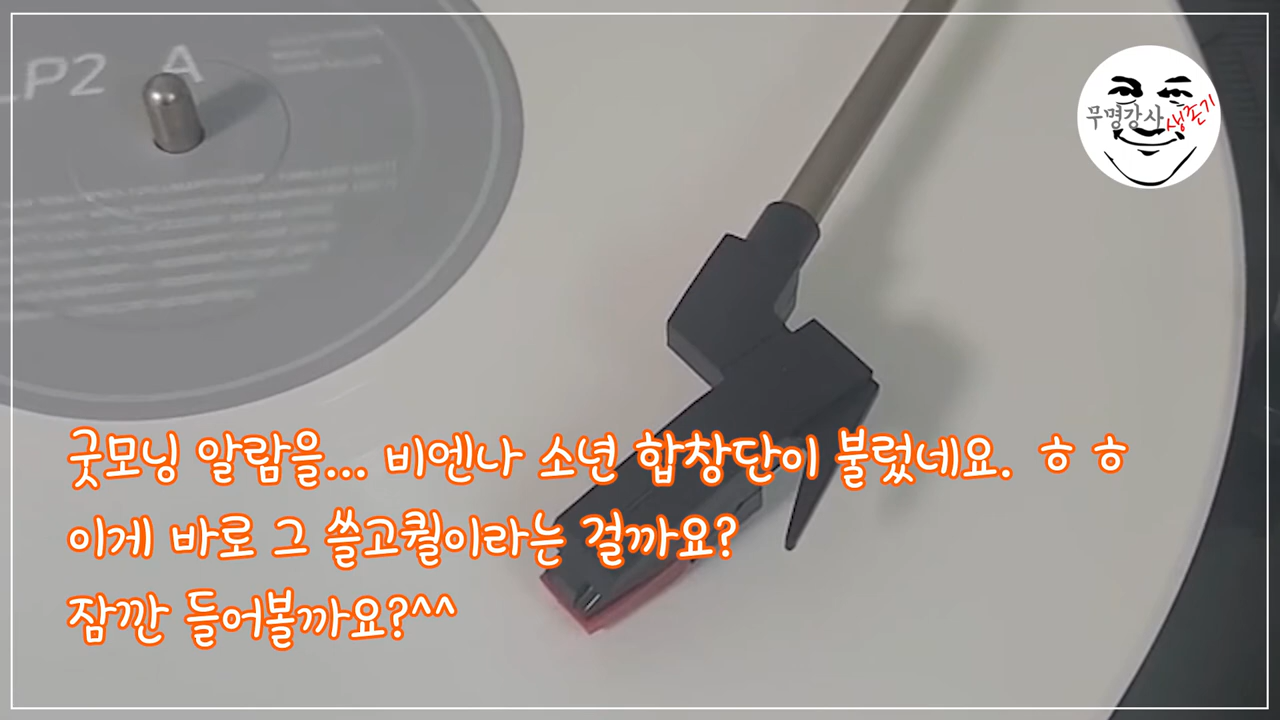 LP2 A
무명강사 생존기
굿모닝 알람을... 비엔나 소년 합창단이 불렀네요. ㅎㅎ
이게 바로 그 쓸고퀄이라는 걸까요?
잠깐 들어볼까요?^^